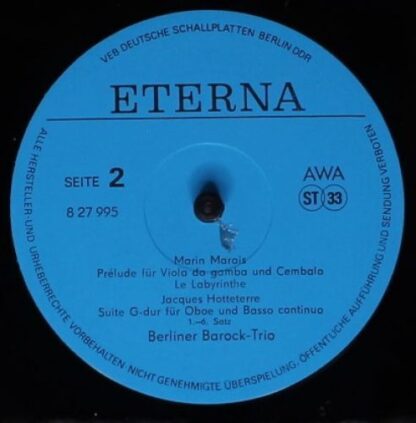 VEB DEUTSCHE SCHALLPLATTEN BERLIN DDR
ETERNA
SEITE 2
8 27 995
AWA
ST 33
Marin Marais
Prélude für Viola da gamba und Cembalo
Le Labyrinthe
Jacques Hotteterre
Suite G-dur für Oboe und Basso continuo
1.–6. Satz
Berliner Barock-Trio
ALLE HERSTELLER- UND URHEBERRECHTE VORBEHALTEN NICHT GENEHMIGTE ÜBERSPIELUNG, ÖFFENTLICHE AUFFÜHRUNG UND SENDUNG VERBOTEN